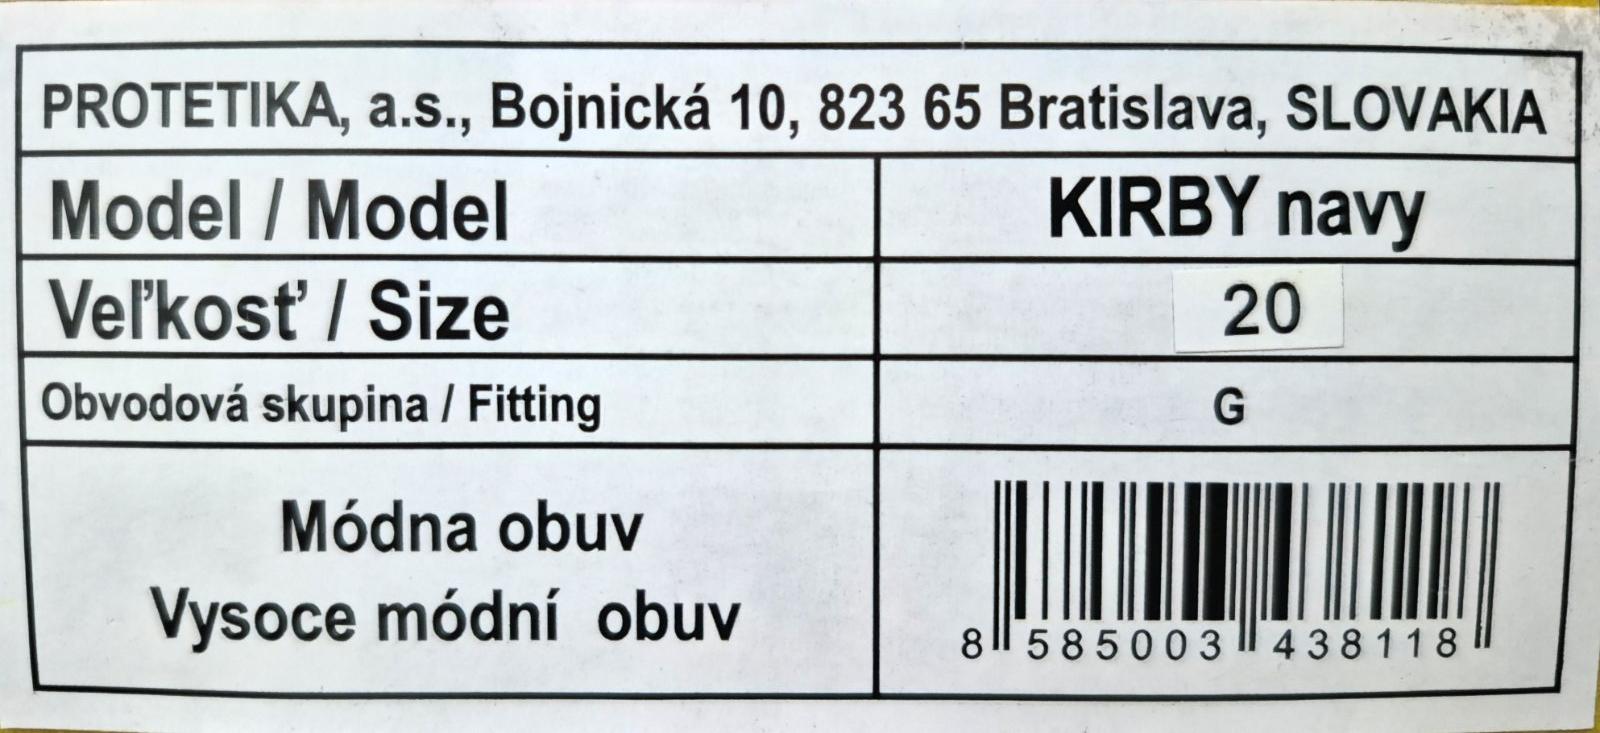 PROTETIKA, a.s., Bojnická 10, 823 65 Bratislava, SLOVAKIA
Model / Model KIRBY navy
Veľkosť / Size 20
Obvodová skupina / Fitting G
Módna obuv
Vysoce módní obuv
8 585003 438118